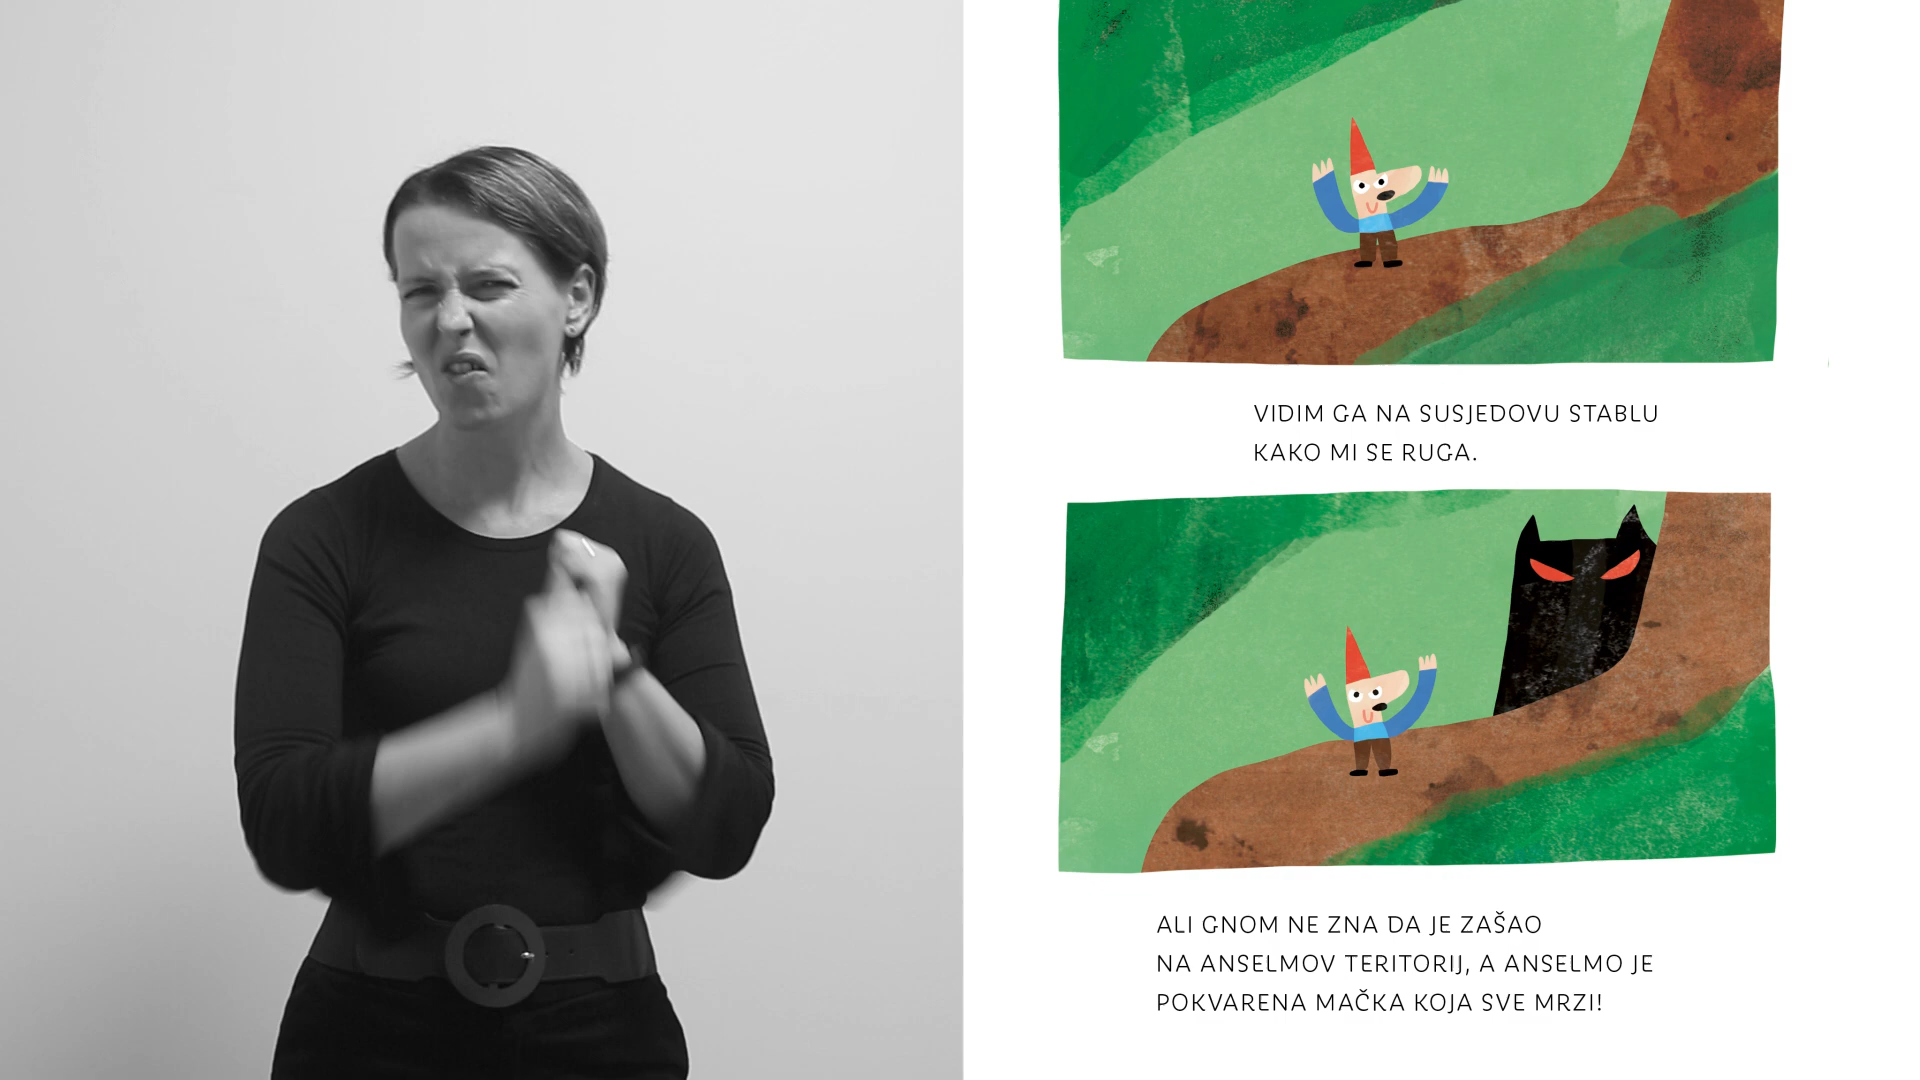 VIDIM GA NA SUSJEDOVU STABLU
KAKO MI SE RUGA.
ALI GNOM NE ZNA DA JE ZAŠAO
NA ANSELMOV TERITORIJ, A ANSELMO JE
POKVARENA MAČKA KOJA SVE MRZI!